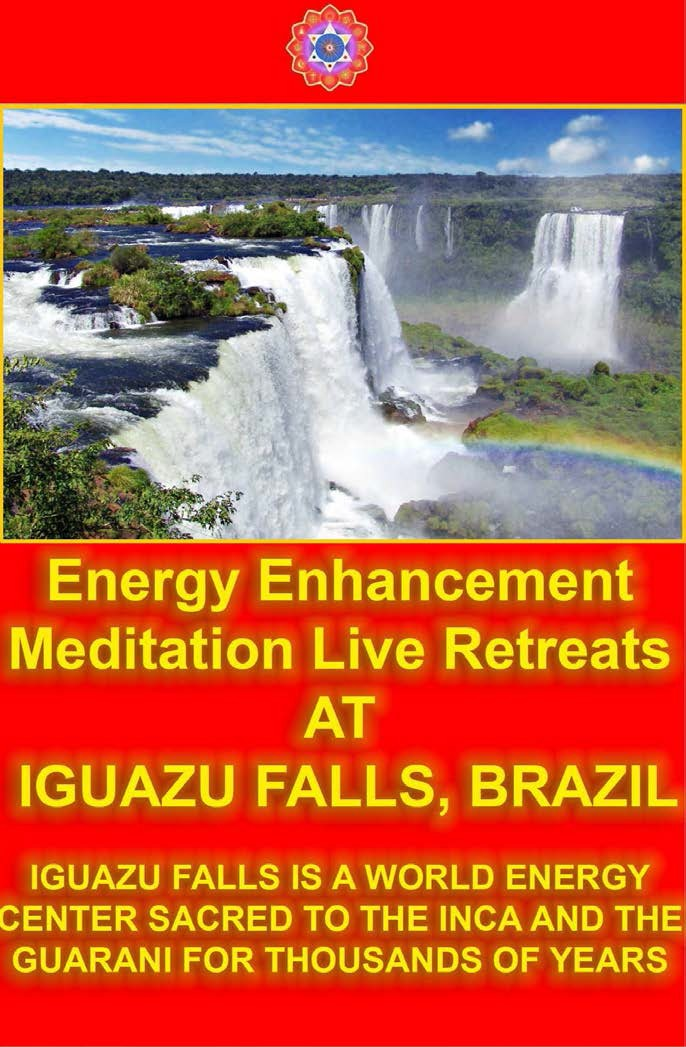 Energy Enhancement
Meditation Live Retreats
AT
IGUAZU FALLS, BRAZIL
IGUAZU FALLS IS A WORLD ENERGY
CENTER SACRED TO THE INCA AND THE
GUARANI FOR THOUSANDS OF YEARS